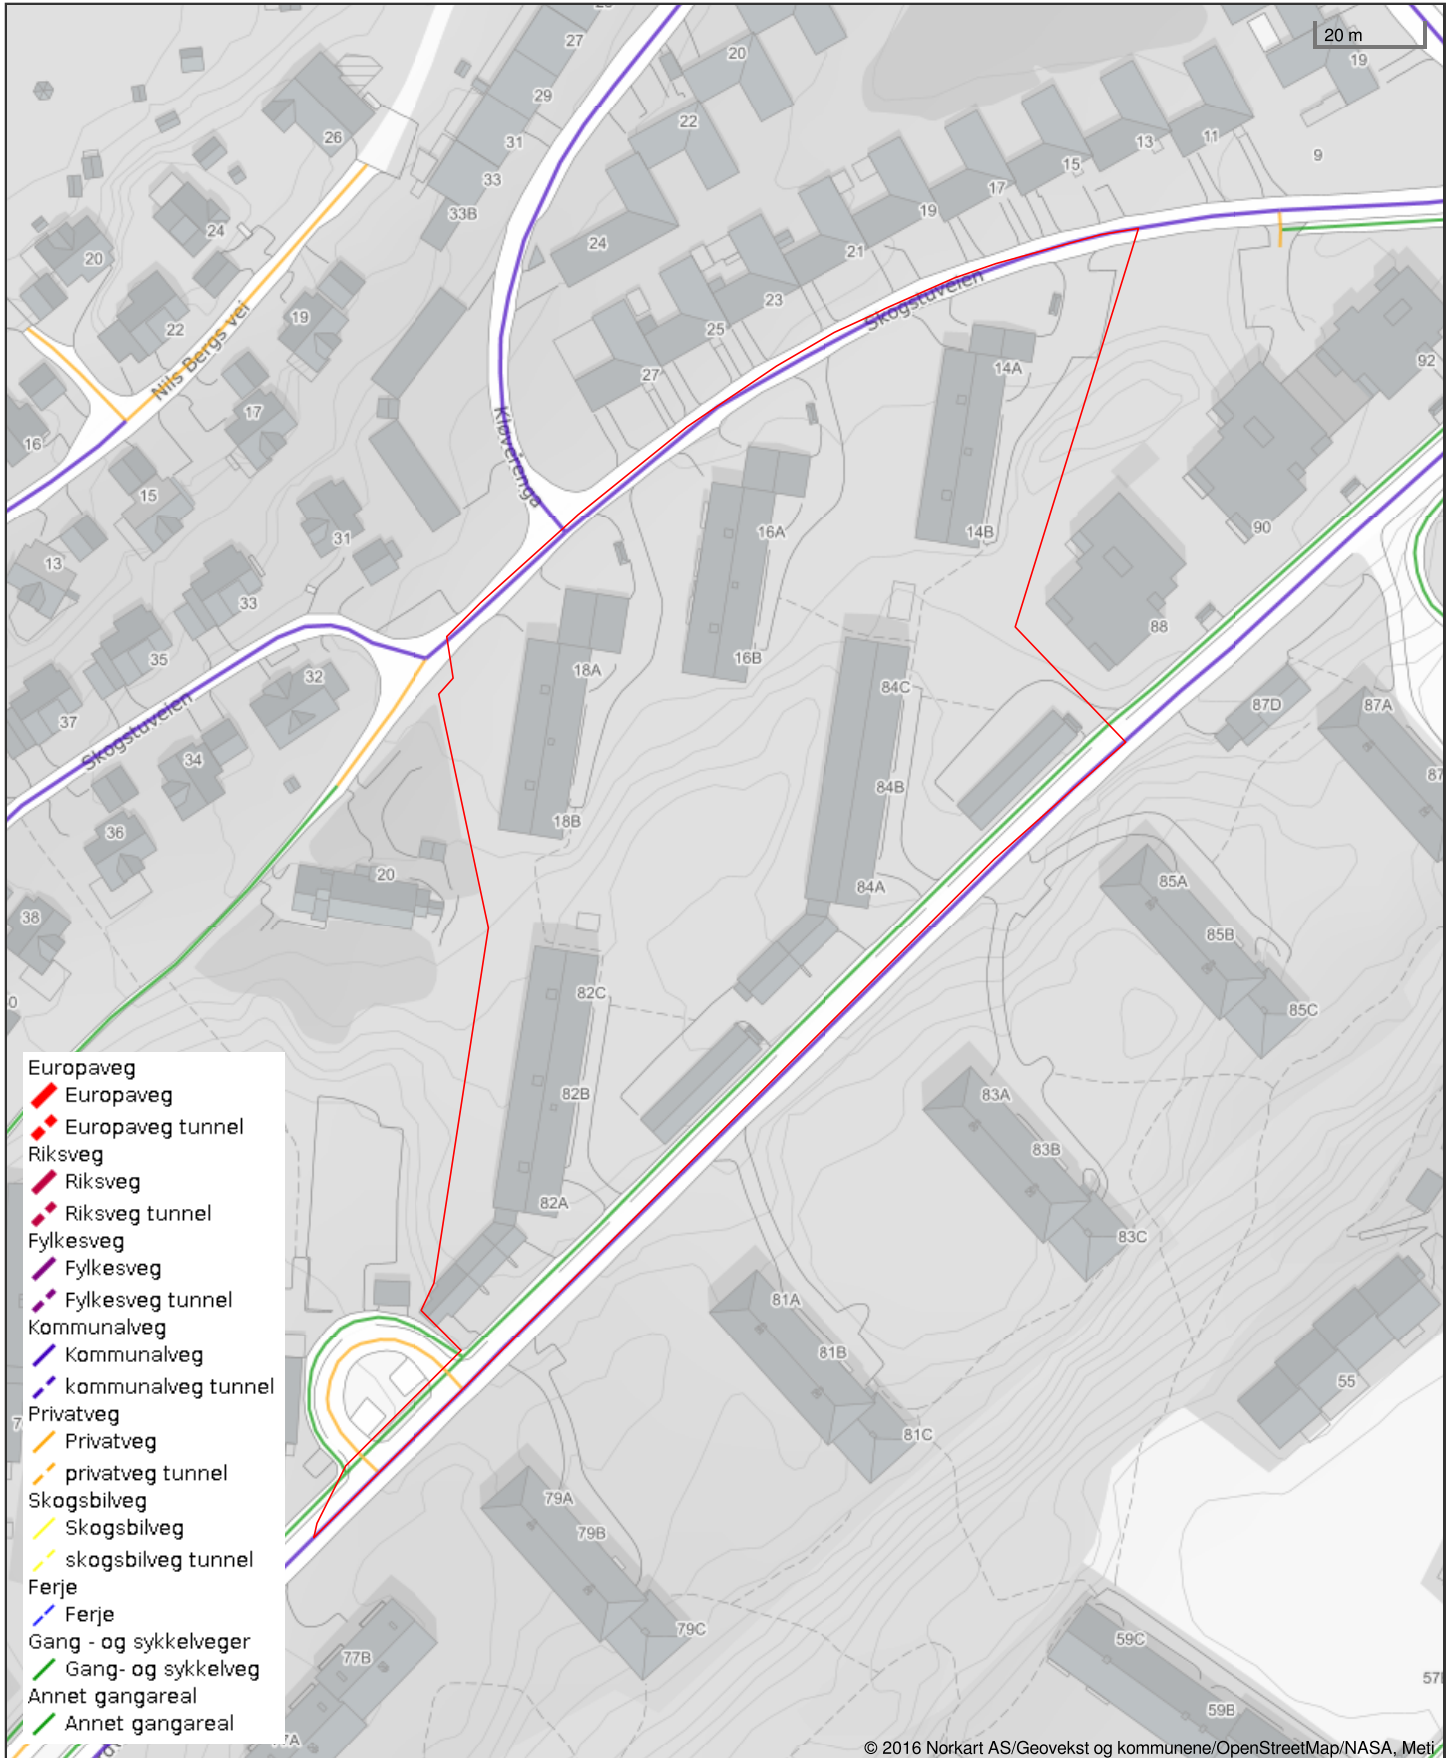 20 m
27
20
19
29
22
26
31
13
11
33
15
9
17
33B
19
24
24
20
21
23
19
22
25
Skogstuveien
Nils Bergs vei
27
14A
92
17
16
Kløverenga
15
16A
14B
90
31
13
33
88
35
16B
32
18A
84C
87D
87A
37
Skogstuveien
34
84B
87
18B
36
20
84A
85A
38
85B
82C
85C
0
82B
83A
83B
82A
83C
81A
81B
55
81C
7
79A
79B
79C
59C
77B
57
59B
Europaveg
Europaveg
Europaveg tunnel
Riksveg
Riksveg
Riksveg tunnel
Fylkesveg
Fylkesveg
Fylkesveg tunnel
Kommunalveg
Kommunalveg
kommunalveg tunnel
Privatveg
Privatveg
privatveg tunnel
Skogsbilveg
Skogsbilveg
skogsbilveg tunnel
Ferje
Ferje
Gang - og sykkelveger
Gang- og sykkelveg
Annet gangareal
Annet gangareal
© 2016 Norkart AS/Geovekst og kommunene/OpenStreetMap/NASA, Meti